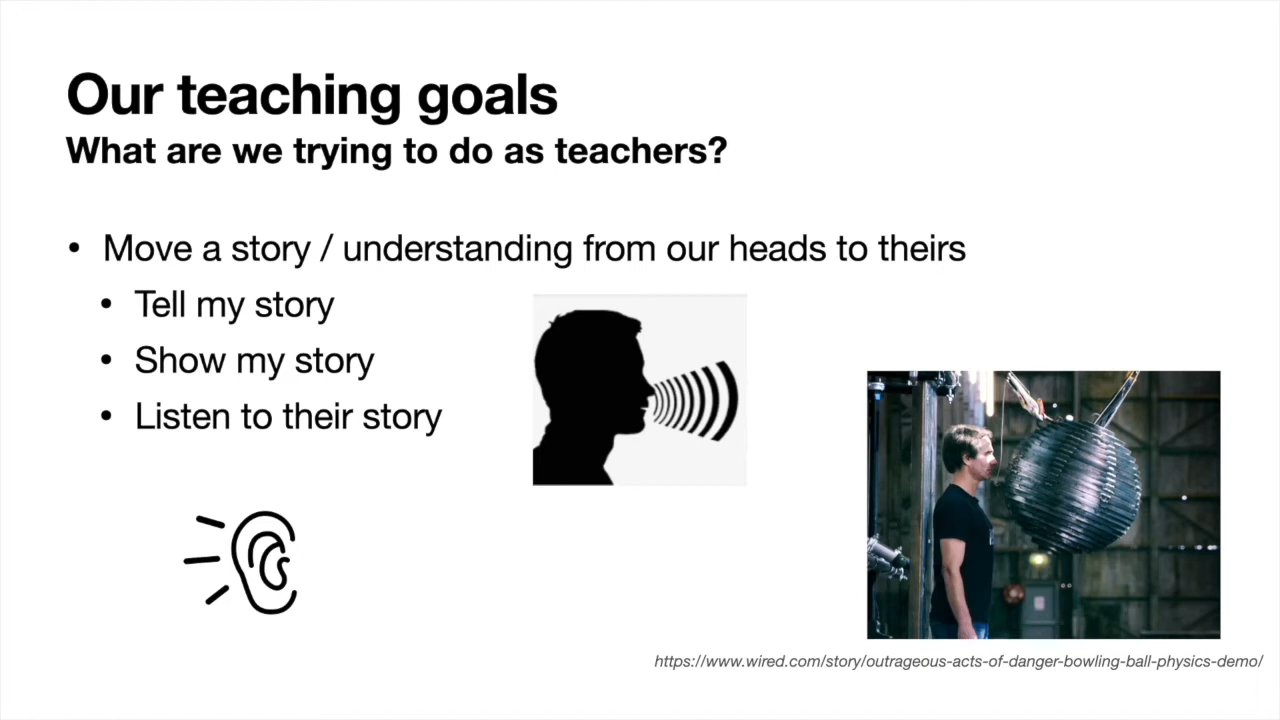 Our teaching goals
What are we trying to do as teachers?
• Move a story / understanding from our heads to theirs
• Tell my story
• Show my story
• Listen to their story
https://www.wired.com/story/outrageous-acts-of-danger-bowling-ball-physics-demo/